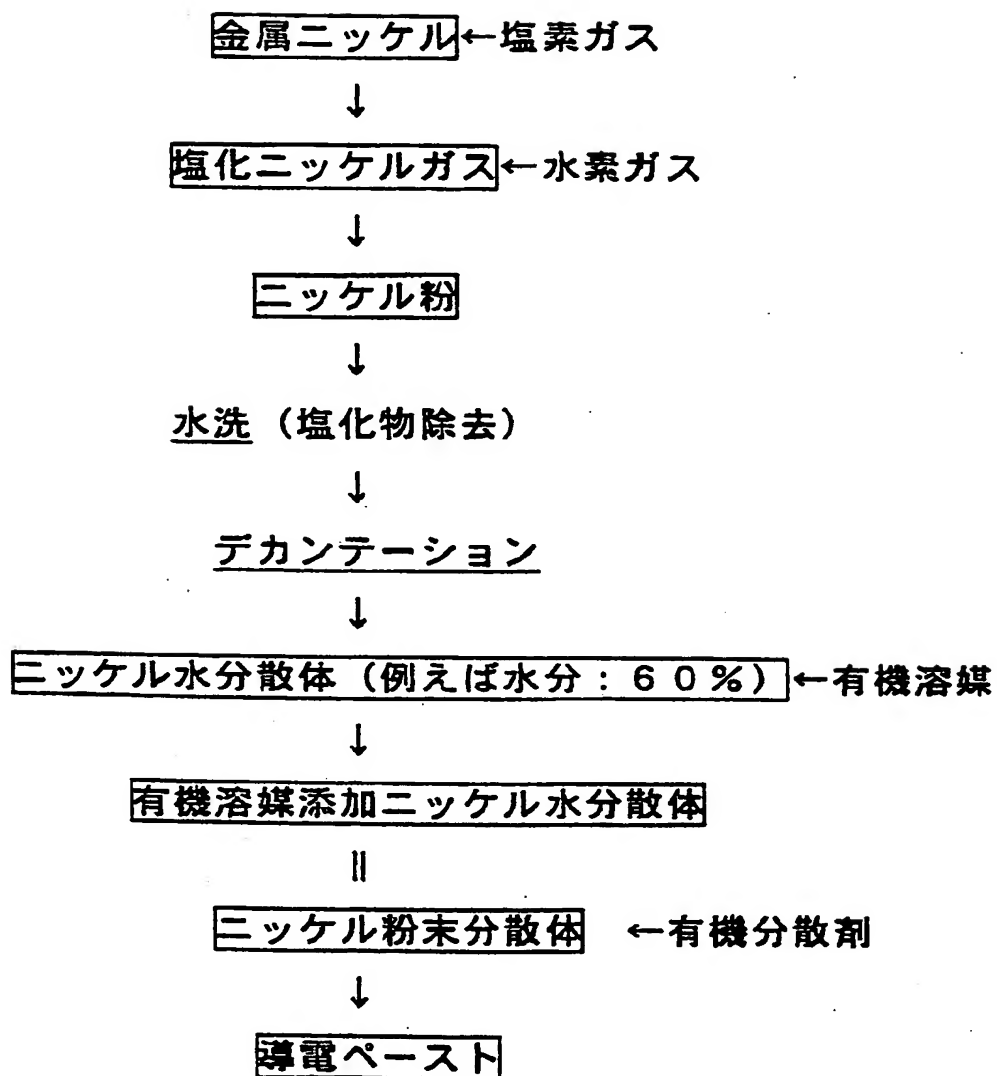 金属ニッケル←塩素ガス
↓
塩化ニッケルガス←水素ガス
↓
ニッケル粉
↓
水洗（塩化物除去）
↓
デカンテーション
↓
ニッケル水分散体（例えば水分：６０％）←有機溶媒
↓
有機溶媒添加ニッケル水分散体
||
ニッケル粉末分散体 ←有機分散剤
↓
導電ペースト